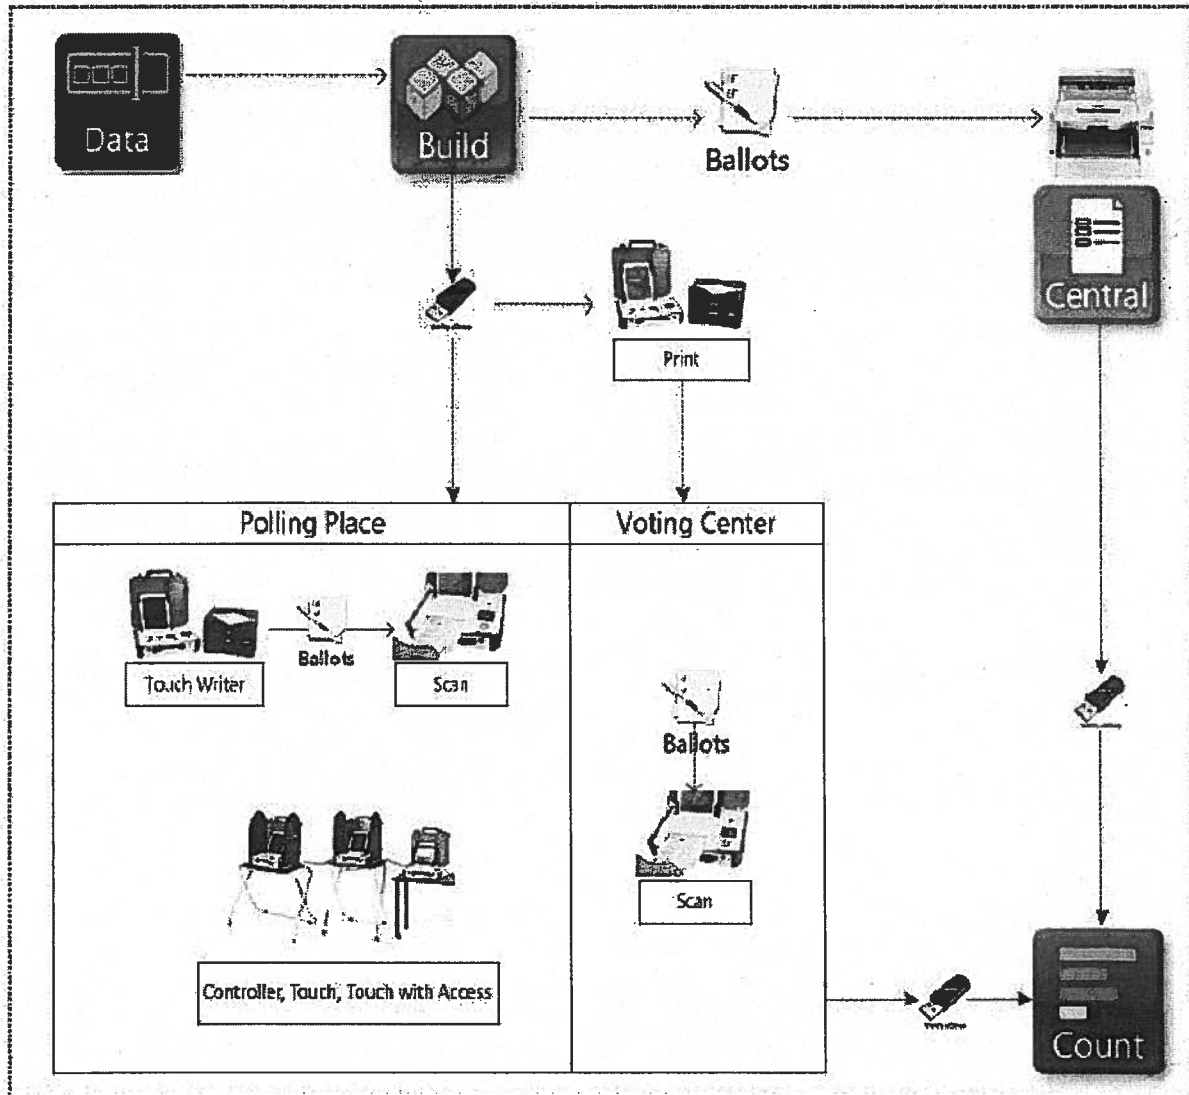 Data
Build
Ballots
Central
Print
Polling Place
Voting Center
Ballots
Touch Writer
Scan
Ballots
Scan
Controller, Touch, Touch with Access
Count